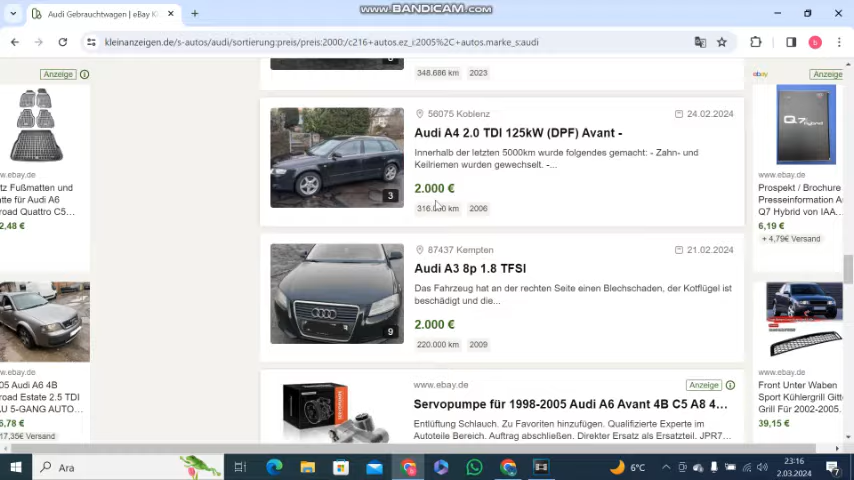 www.BANDICAM.com
Audi Gebrauchtwagen | eBay Kl
kleinanzeigen.de/s-autos/audi/sortierung:preis/preis:2000:/c216+autos.ez_i:2005%2C+autos.marke_s:audi
Anzeige
tz Fußmatten und
tte für Audi A6
road Quattro C5...
2,48 €
w.ebay.de
05 Audi A6 4B
road Estate 2.5 TDI
U 5-GANG AUTO...
6,78 €
17,35€ Versand
348.686 km
2023
3
56075 Koblenz
24.02.2024
Audi A4 2.0 TDI 125kW (DPF) Avant -
Innerhalb der letzten 5000km wurde folgendes gemacht: - Zahn- und
Keilriemen wurden gewechselt. -...
2.000 €
km
2006
9
87437 Kempten
21.02.2024
Audi A3 8p 1.8 TFSI
Das Fahrzeug hat an der rechten Seite einen Blechschaden, der Kotflügel ist
beschädigt und die...
2.000 €
220.000 km
2009
www.ebay.de
Anzeige
Servopumpe für 1998-2005 Audi A6 Avant 4B C5 A8 4...
Entlüftung Schlauch. Zu Favoriten hinzufügen. Qualifizierte Experte im
Autoteile Bereich. Auftrag abschließen. Direkter Ersatz als Ersatzteil. JPR7...
ebay
Anzeige
Q7 hybrid
www.ebay.de
Prospekt / Brochure
Presseinformation A
Q7 Hybrid von IAA...
6,19 €
+ 4,79€ Versand
www.ebay.de
Front Unter Waben
Sport Kühlergrill Gitt
Grill Für 2002-2005..
39,15 €
Ara
6°C
23:16
2.03.2024
7